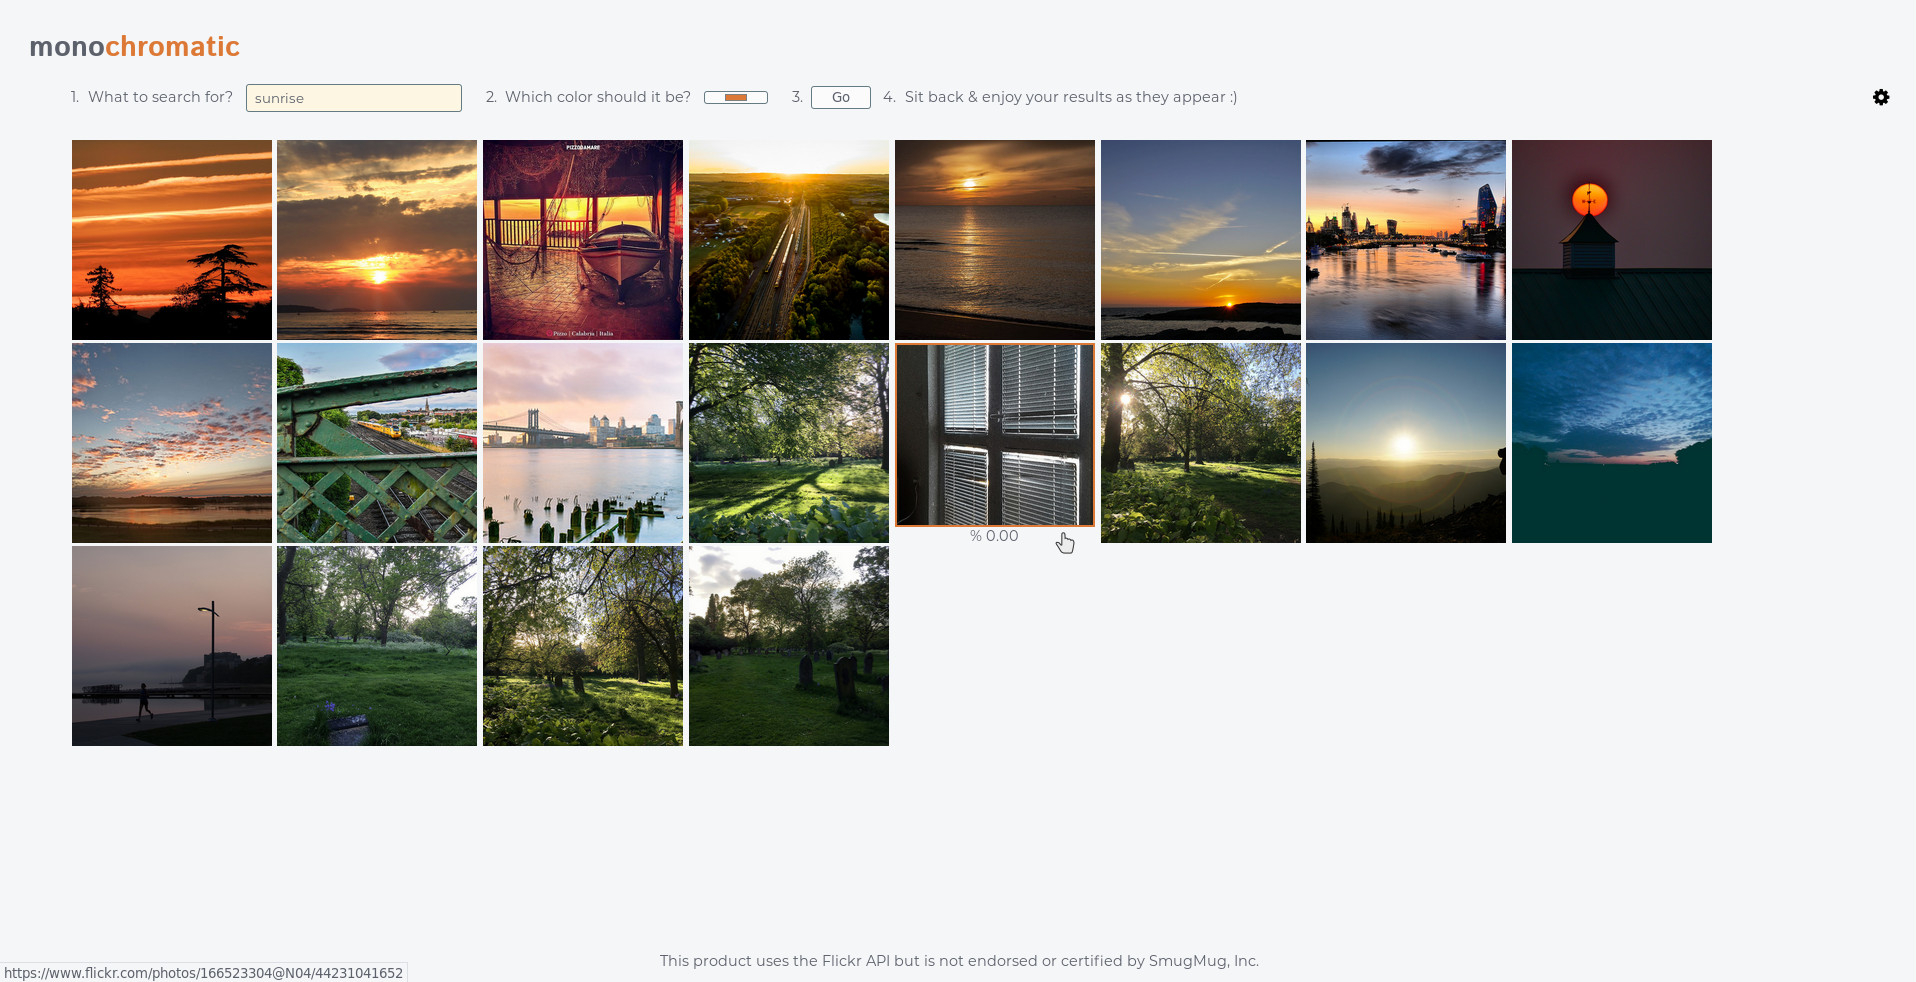 monochromatic
1. What to search for? sunrise 2. Which color should it be? 3. Go 4. Sit back & enjoy your results as they appear :)
PIZZODAMARE
Pizzo | Calabria | Italia
% 0.00
This product uses the Flickr API but is not endorsed or certified by SmugMug, Inc.
https://www.flickr.com/photos/166523304@N04/44231041652